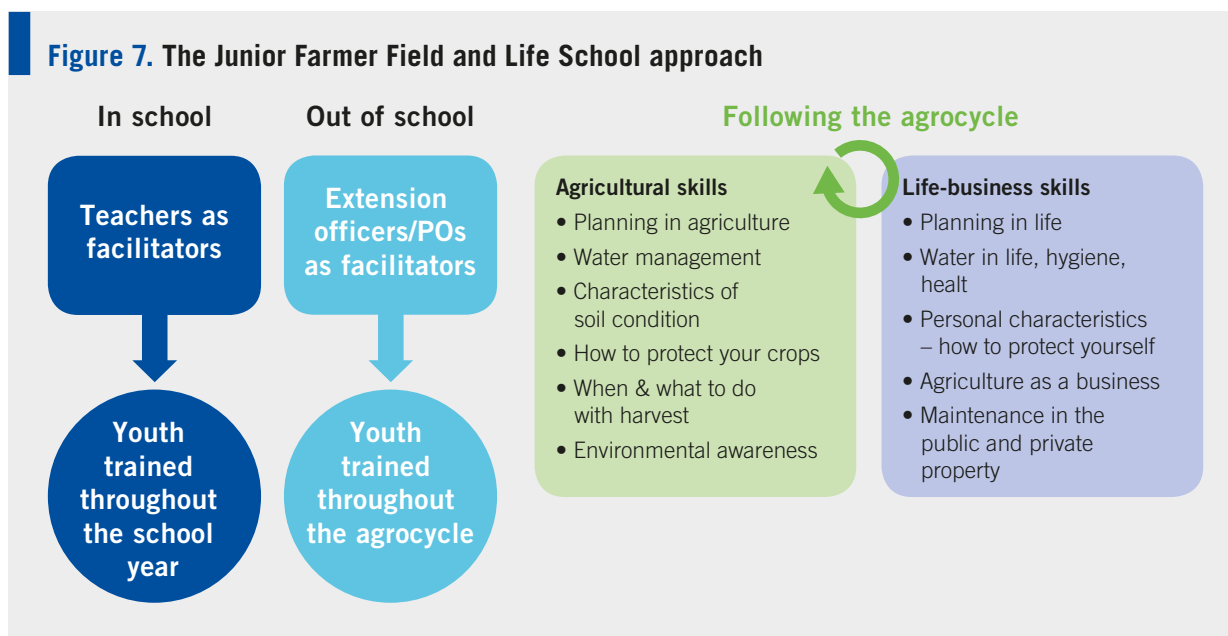 Figure 7. The Junior Farmer Field and Life School approach
In school
Teachers as
facilitators
Youth
trained
throughout
the school
year
Out of school
Extension
officers/POs
as facilitators
Youth
trained
throughout
the agrocycle
Following the agrocycle
Agricultural skills
• Planning in agriculture
• Water management
• Characteristics of
soil condition
• How to protect your crops
• When & what to do
with harvest
• Environmental awareness
Life-business skills
• Planning in life
• Water in life, hygiene,
healt
• Personal characteristics
– how to protect yourself
• Agriculture as a business
• Maintenance in the
public and private
property